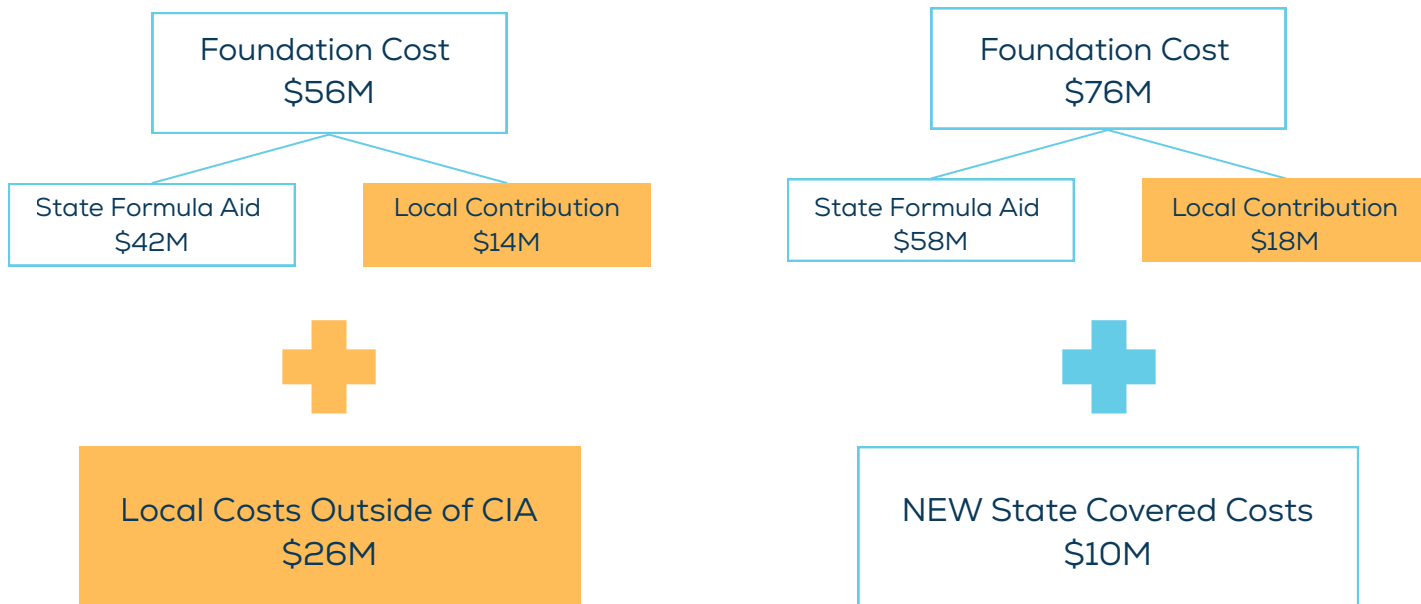 Foundation Cost
$56M
State Formula Aid
$42M
Local Contribution
$14M
Local Costs Outside of CIA
$26M
Foundation Cost
$76M
State Formula Aid
$58M
Local Contribution
$18M
NEW State Covered Costs
$10M